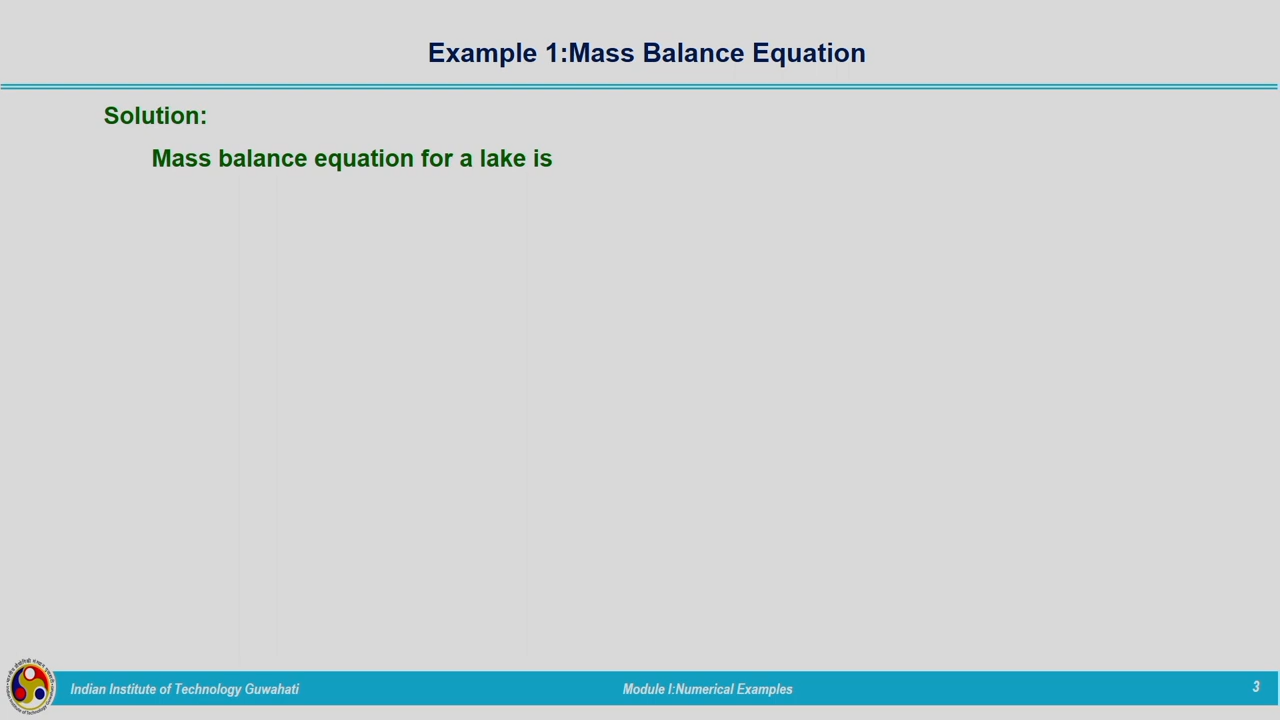 Example 1:Mass Balance Equation
Solution:
Mass balance equation for a lake is
Indian Institute of Technology Guwahati
Module I:Numerical Examples
3